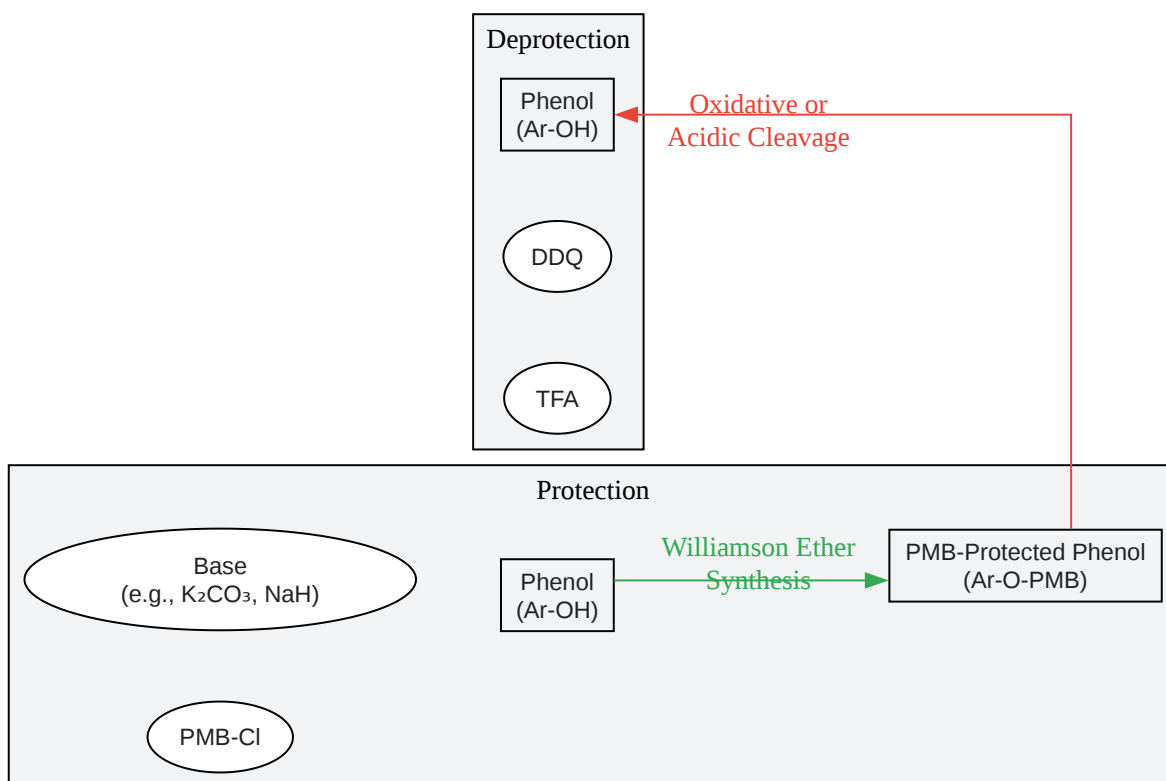 Deprotection
Phenol
(Ar-OH)
Oxidative or
Acidic Cleavage
DDQ
TFA
Protection
Base
(e.g., K₂CO₃, NaH)
Phenol
(Ar-OH)
Williamson Ether
Synthesis
PMB-Protected Phenol
(Ar-O-PMB)
PMB-Cl